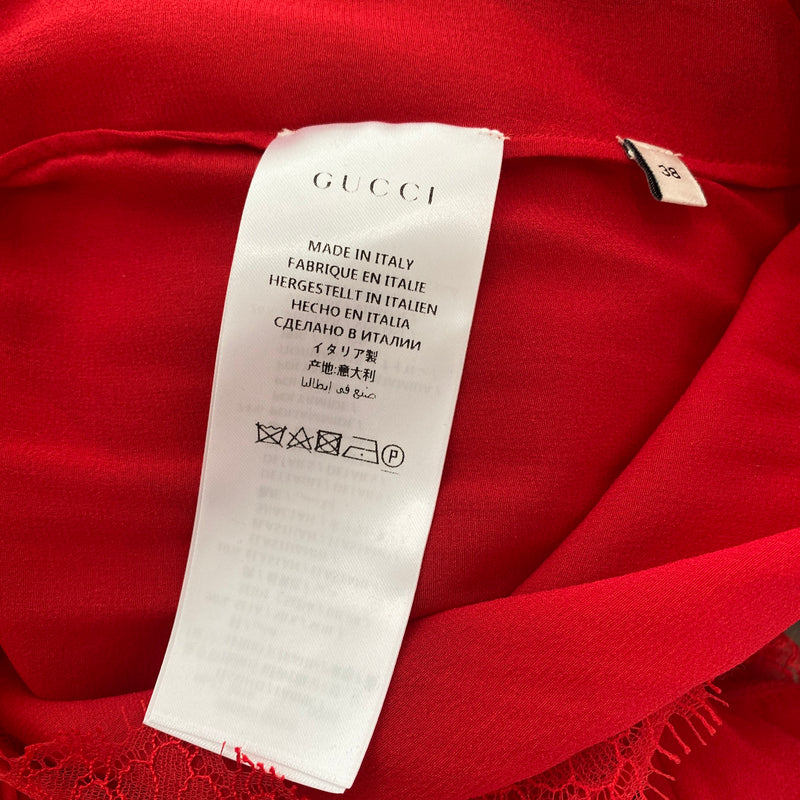 GUCCI
MADE IN ITALY
FABRIQUE EN ITALIE
HERGESTELLT IN ITALIEN
HECHO EN ITALIA
СДЕЛАНО В ИТАЛИИ
イタリア製
产地:意大利
صنع في إيطاليا
P
38